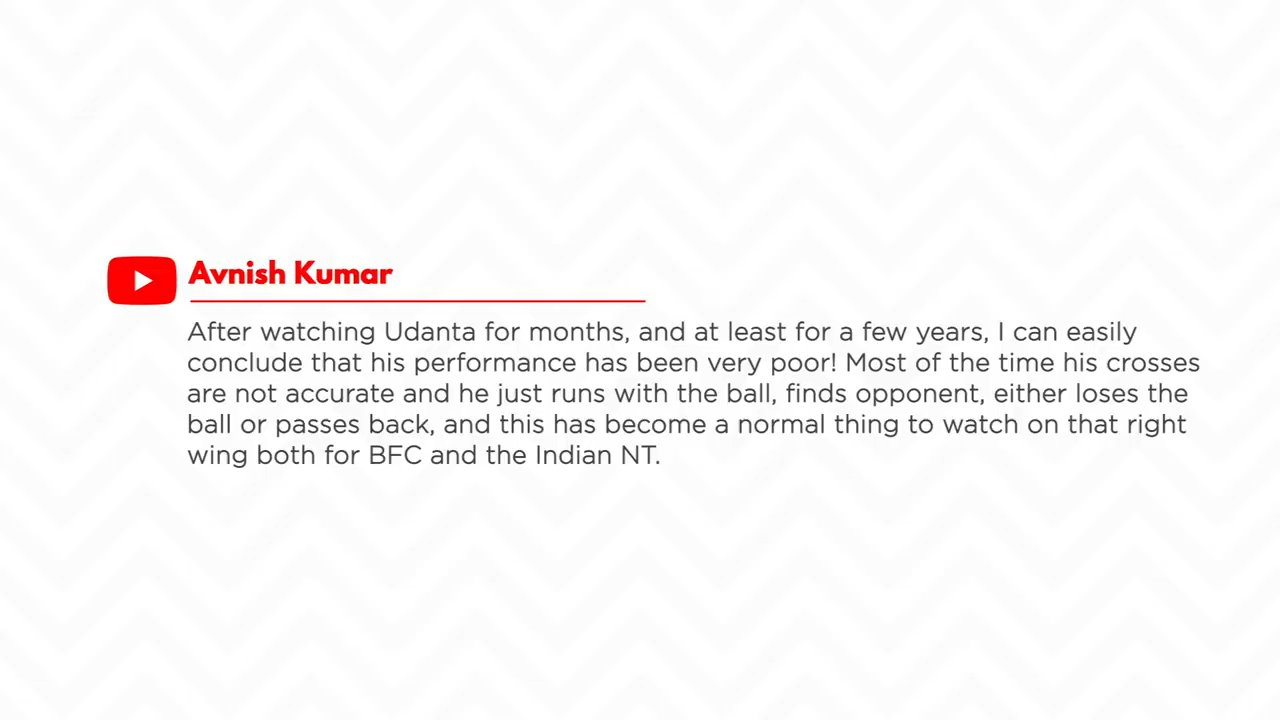 Avnish Kumar
After watching Udanta for months, and at least for a few years, I can easily
conclude that his performance has been very poor! Most of the time his crosses
are not accurate and he just runs with the ball, finds opponent, either loses the
ball or passes back, and this has become a normal thing to watch on that right
wing both for BFC and the Indian NT.